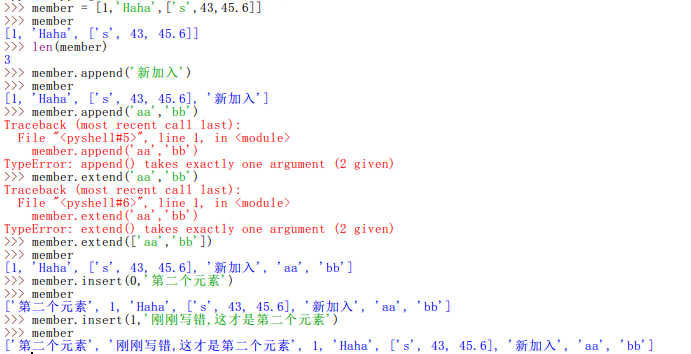 >>> member = [1,'Haha',['s',43,45.6]]
>>> member
[1, 'Haha', ['s', 43, 45.6]]
>>> len(member)
3
>>> member.append('新加入')
>>> member
[1, 'Haha', ['s', 43, 45.6], '新加入']
>>> member.append('aa','bb')
Traceback (most recent call last):
  File "<pyshell#5>", line 1, in <module>
    member.append('aa','bb')
TypeError: append() takes exactly one argument (2 given)
>>> member.extend('aa','bb')
Traceback (most recent call last):
  File "<pyshell#6>", line 1, in <module>
    member.extend('aa','bb')
TypeError: extend() takes exactly one argument (2 given)
>>> member.extend(['aa','bb'])
>>> member
[1, 'Haha', ['s', 43, 45.6], '新加入', 'aa', 'bb']
>>> member.insert(0,'第二个元素')
>>> member
['第二个元素', 1, 'Haha', ['s', 43, 45.6], '新加入', 'aa', 'bb']
>>> member.insert(1,'刚刚写错,这才是第二个元素')
>>> member
['第二个元素', '刚刚写错,这才是第二个元素', 1, 'Haha', ['s', 43, 45.6], '新加入', 'aa', 'bb']